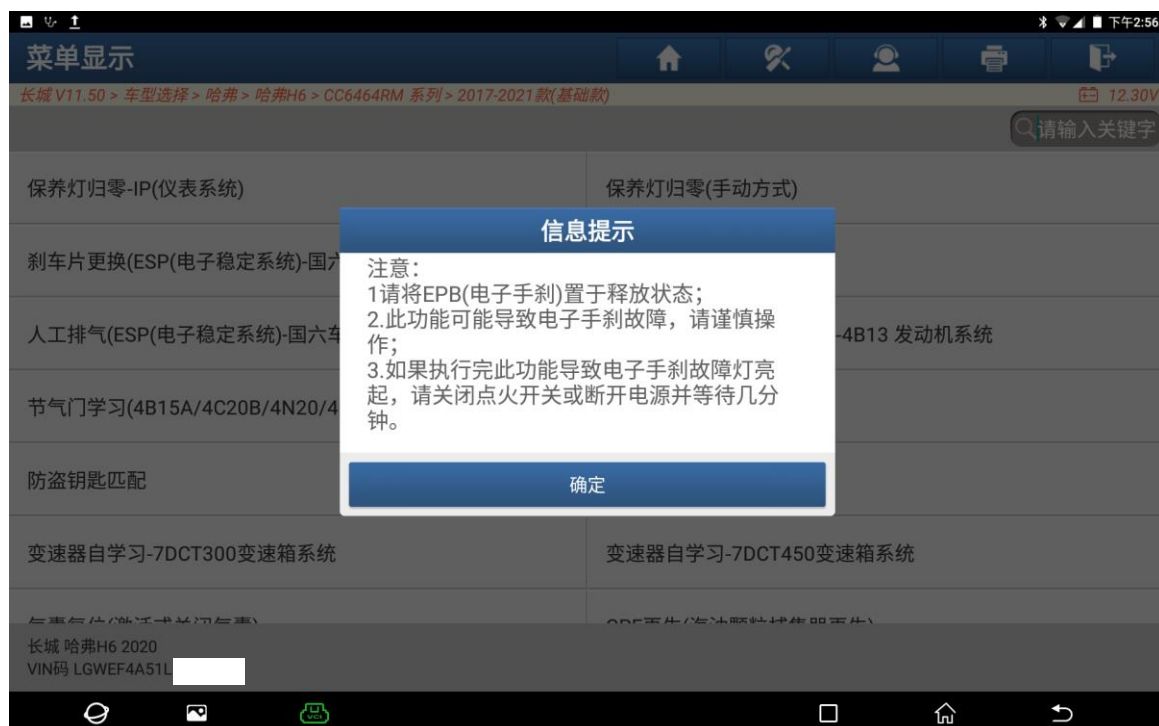 下午2:56
菜单显示
长城 V11.50 > 车型选择 > 哈弗 > 哈弗H6 > CC6464RM 系列 > 2017-2021款(基础款)
12.30V
请输入关键字
保养灯归零-IP(仪表系统)
保养灯归零(手动方式)
信息提示
刹车片更换(ESP(电子稳定系统)-国六
注意：
1请将EPB(电子手刹)置于释放状态；
2.此功能可能导致电子手刹故障，请谨慎操
作；
3.如果执行完此功能导致电子手刹故障灯亮
起，请关闭点火开关或断开电源并等待几分
钟。
人工排气(ESP(电子稳定系统)-国六车
-4B13 发动机系统
节气门学习(4B15A/4C20B/4N20/4
防盗钥匙匹配
确定
变速器自学习-7DCT300变速箱系统
变速器自学习-7DCT450变速箱系统
长城 哈弗H6 2020
VIN码 LGWEF4A51L
VCI